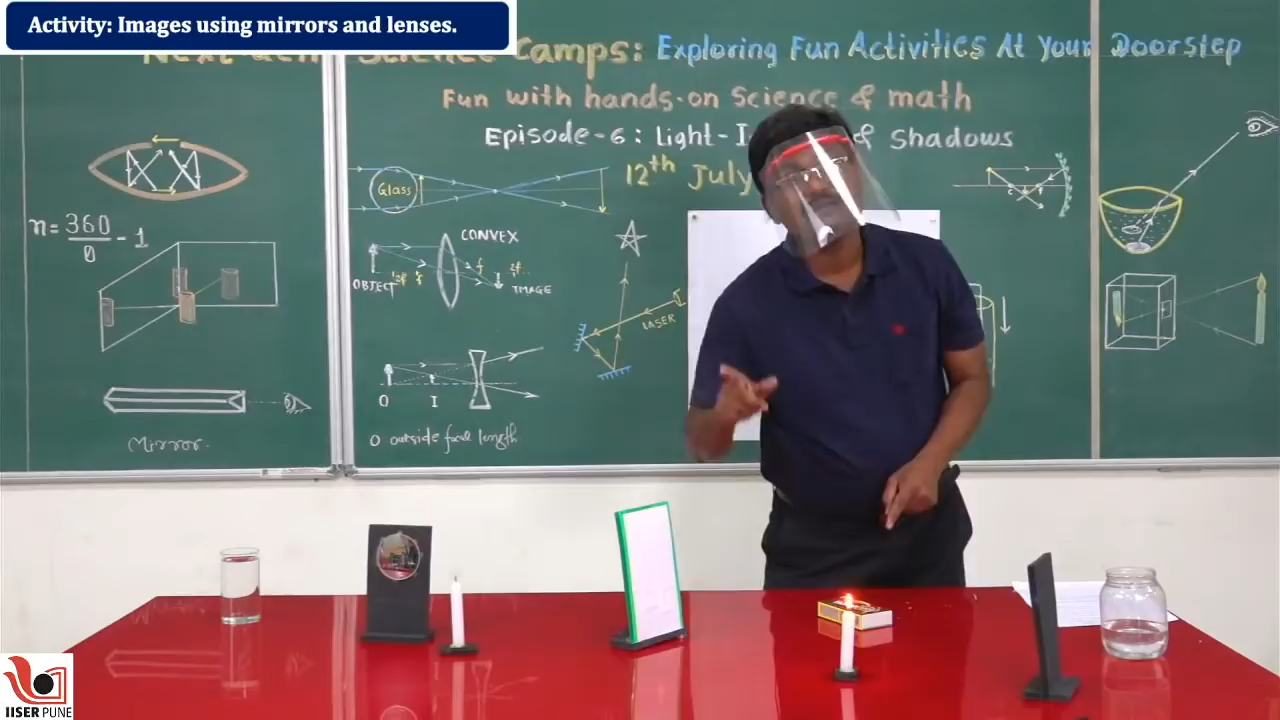 Activity: Images using mirrors and lenses.
Camps: Exploring Fun Activities At Your Doorstep
Fun with hands-on Science & math
Episode-6: Light-I & Shadows
12th July
Glass
n = 360/θ - 1
CONVEX
OBJECT 2f f f 2f IMAGE
LASER
C F
O I
O outside focal length
Mirror.
IISER PUNE